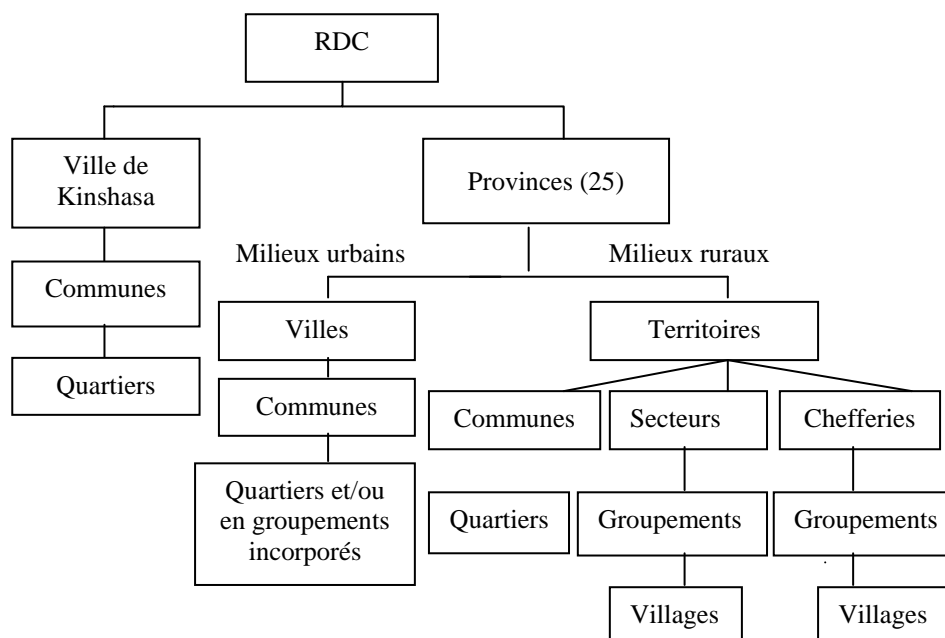 RDC
Ville de
Kinshasa
Provinces (25)
Milieux urbains
Milieux ruraux
Communes
Villes
Territoires
Quartiers
Communes
Communes
Secteurs
Chefferies
Quartiers et/ou
en groupements
incorporés
Quartiers
Groupements
Groupements
Villages
Villages